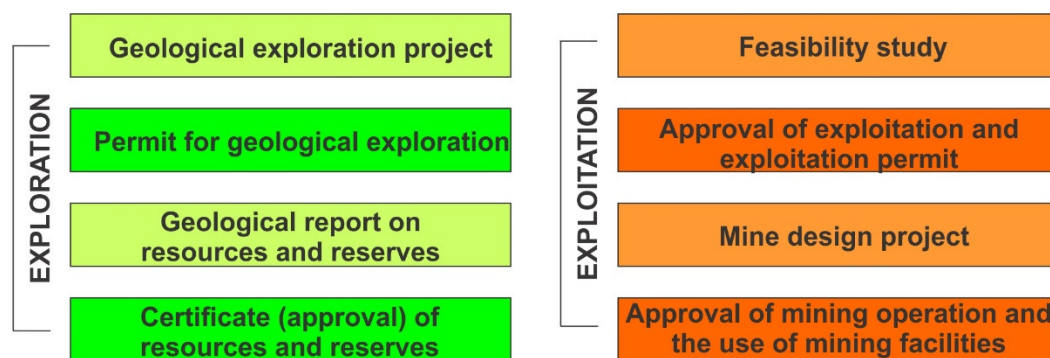 EXPLORATION
Geological exploration project
Permit for geological exploration
Geological report on
resources and reserves
Certificate (approval) of
resources and reserves
EXPLOITATION
Feasibility study
Approval of exploitation and
exploitation permit
Mine design project
Approval of mining operation and
the use of mining facilities